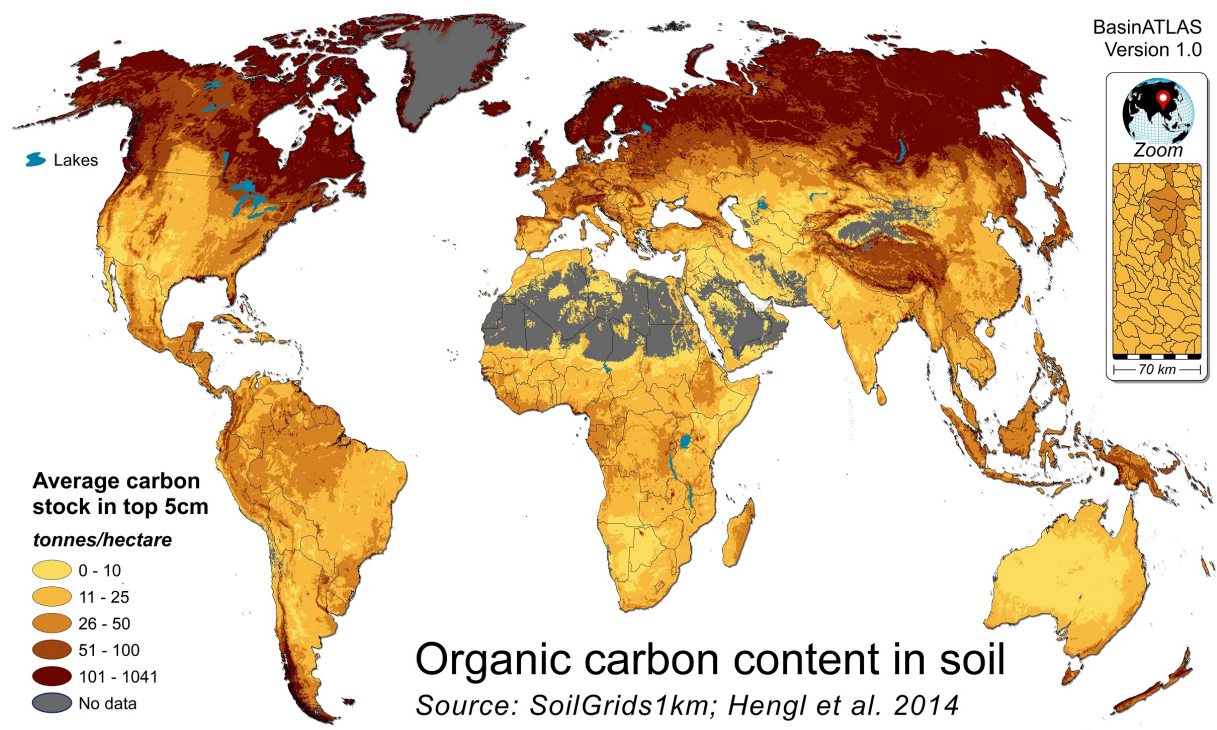 BasinATLAS
Version 1.0
Zoom
70 km
Lakes
Average carbon
stock in top 5cm
tonnes/hectare
0 - 10
11 - 25
26 - 50
51 - 100
101 - 1041
No data
Organic carbon content in soil
Source: SoilGrids1km; Hengl et al. 2014